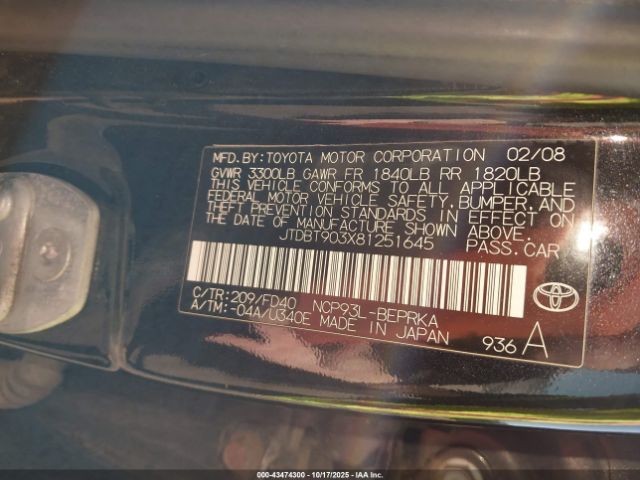 MFD.BY:TOYOTA MOTOR CORPORATION 02/08
GVWR 3300LB GAWR FR 1840LB RR 1820LB
THIS VEHICLE CONFORMS TO ALL APPLICABLE
FEDERAL MOTOR VEHICLE SAFETY,BUMPER,AND
THEFT PREVENTION STANDARDS IN EFFECT ON
THE DATE OF MANUFACTURE SHOWN ABOVE.
JTDBT903X81251645 PASS.CAR
C/TR:209/FD40 NCP93L-BEPRKA
A/TM:-04A/U340E MADE IN JAPAN
936 A
000-43474300 - 10/17/2025 - IAA Inc.